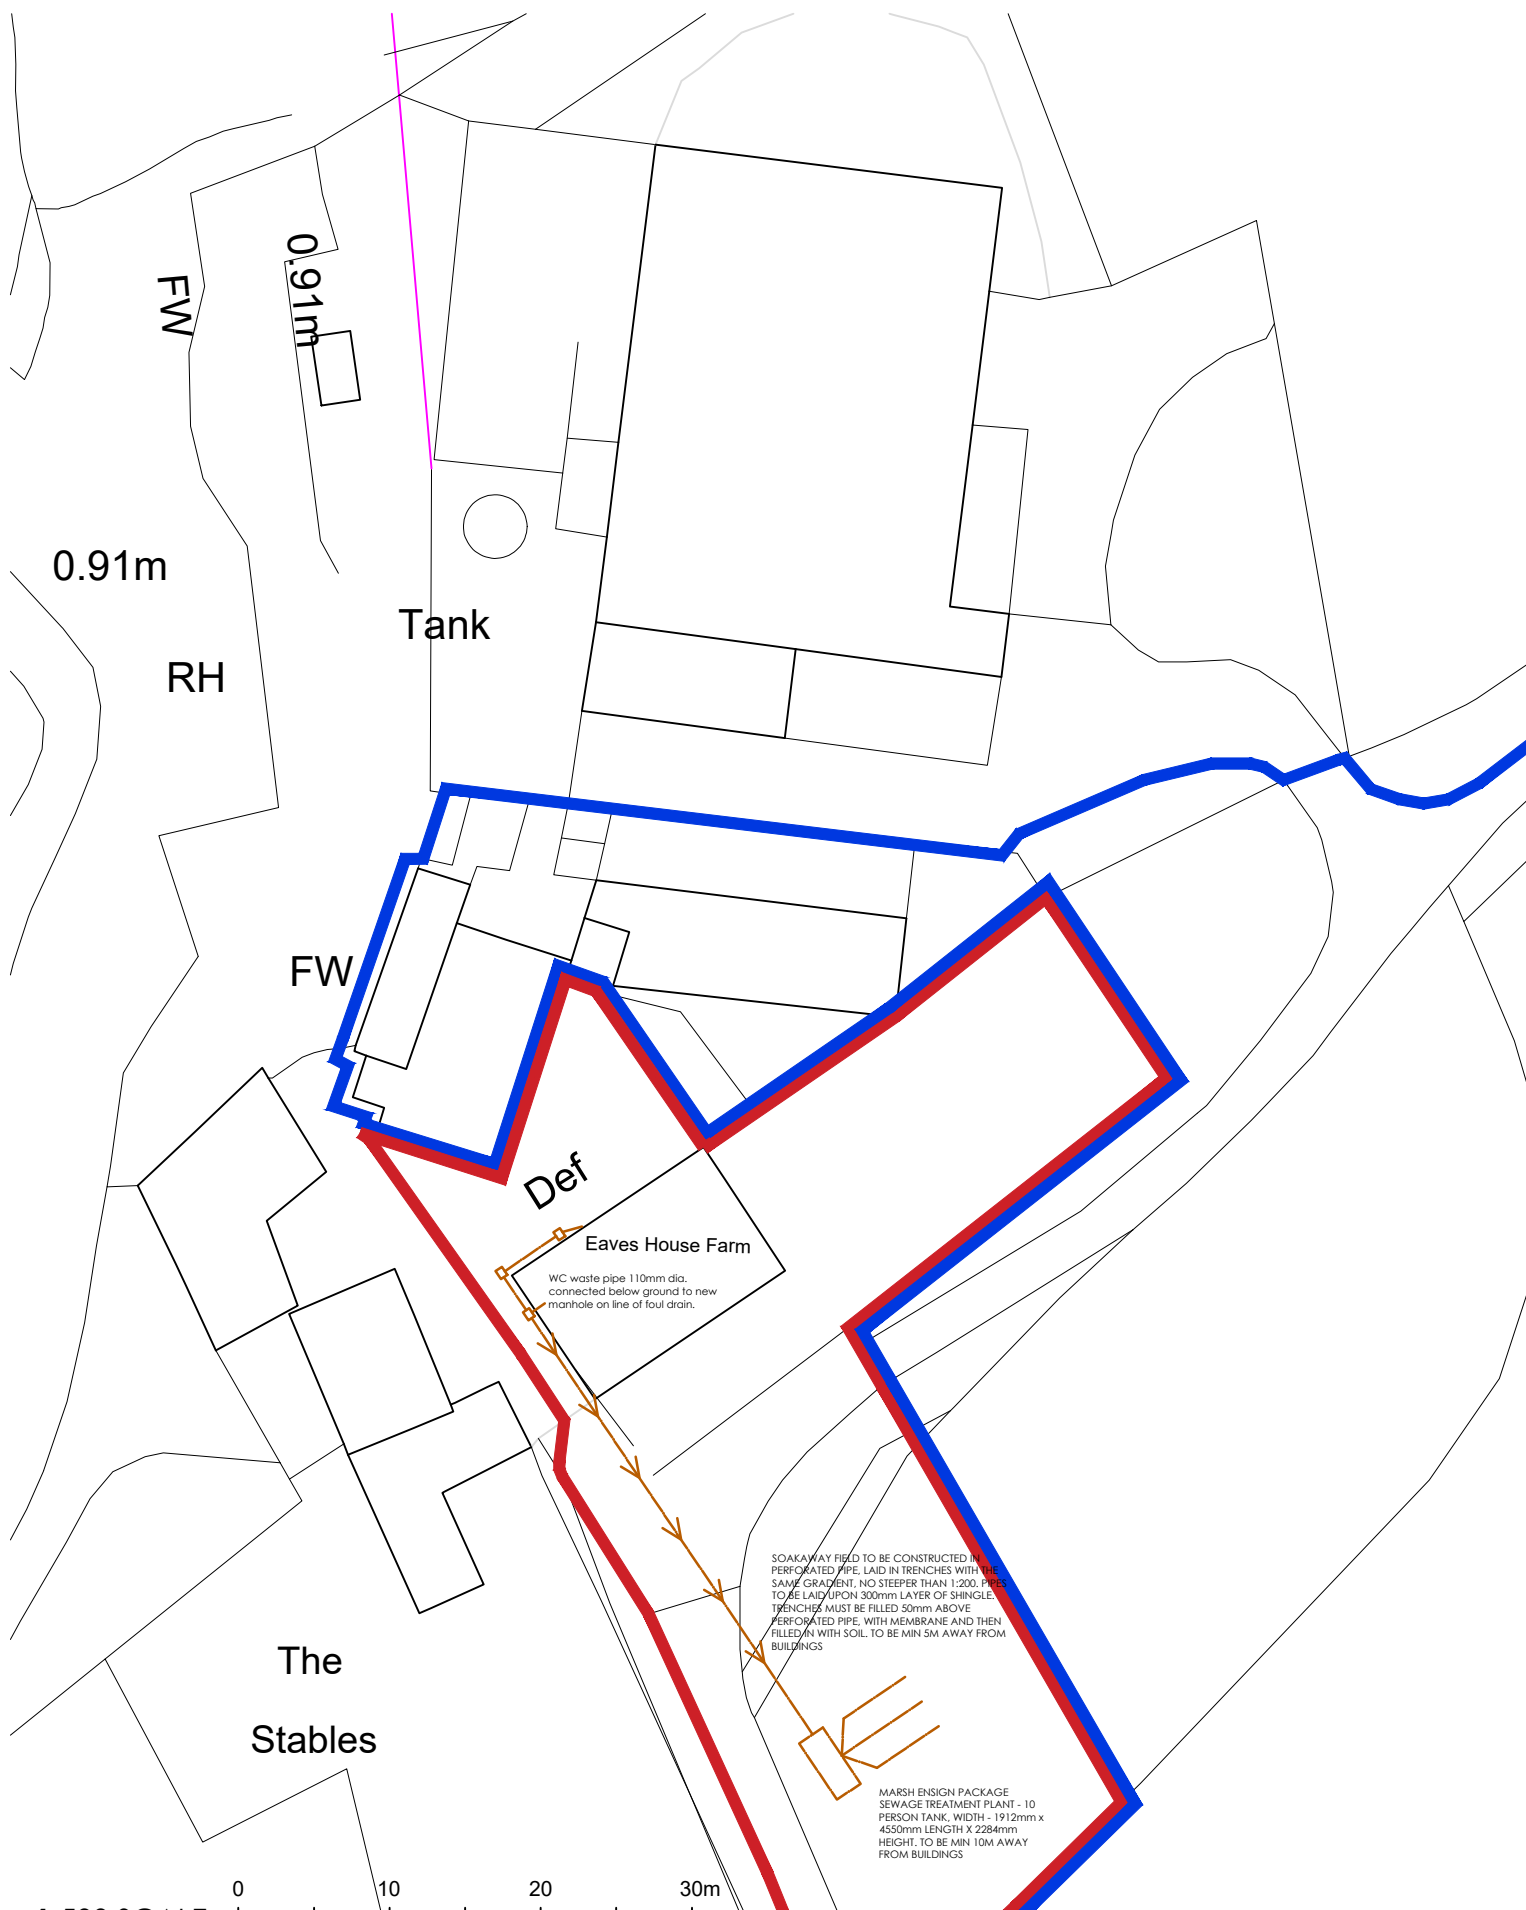 0.91m
FW
0.91m
Tank
RH
FW
Def
Eaves House Farm
WC waste pipe 110mm dia.
connected below ground to new
manhole on line of foul drain.
SOAKAWAY FIELD TO BE CONSTRUCTED IN
PERFORATED PIPE, LAID IN TRENCHES WITH THE
SAME GRADIENT, NO STEEPER THAN 1:200. PIPES
TO BE LAID UPON 300mm LAYER OF SHINGLE.
TRENCHES MUST BE FILLED 50mm ABOVE
PERFORATED PIPE, WITH MEMBRANE AND THEN
FILLED IN WITH SOIL. TO BE MIN 5M AWAY FROM
BUILDINGS
The
Stables
MARSH ENSIGN PACKAGE
SEWAGE TREATMENT PLANT - 10
PERSON TANK, WIDTH - 1912mm x
4550mm LENGTH X 2284mm
HEIGHT. TO BE MIN 10M AWAY
FROM BUILDINGS
0 10 20 30m